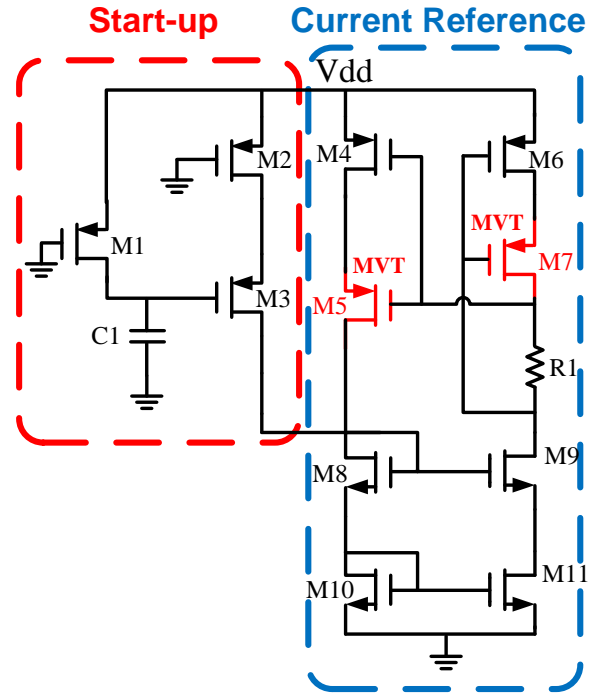 Start-up
Current Reference
Vdd
M2
M4
M6
M1
MVT
M7
M3
MVT
M5
C1
R1
M8
M9
M10
M11